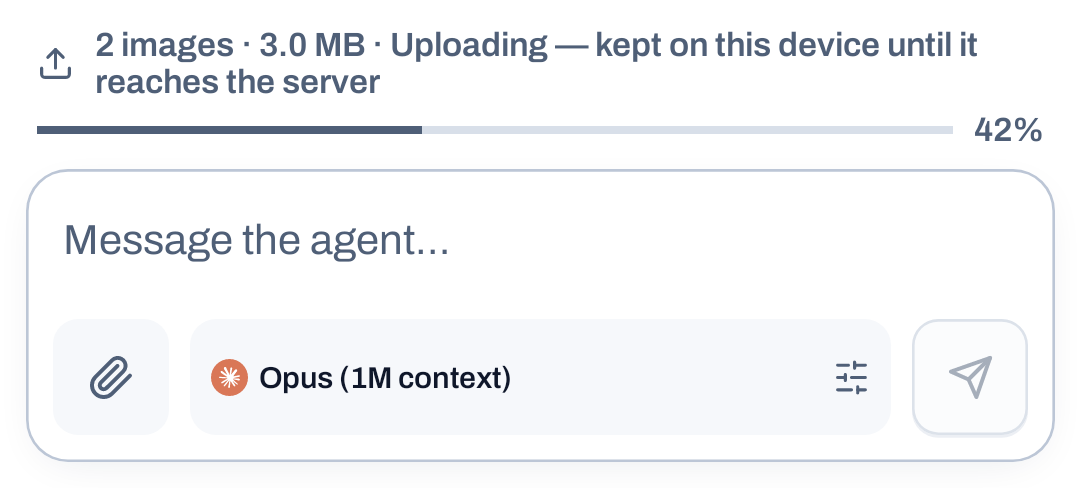 2 images · 3.0 MB · Uploading — kept on this device until it
reaches the server
42%
Message the agent...
Opus (1M context)